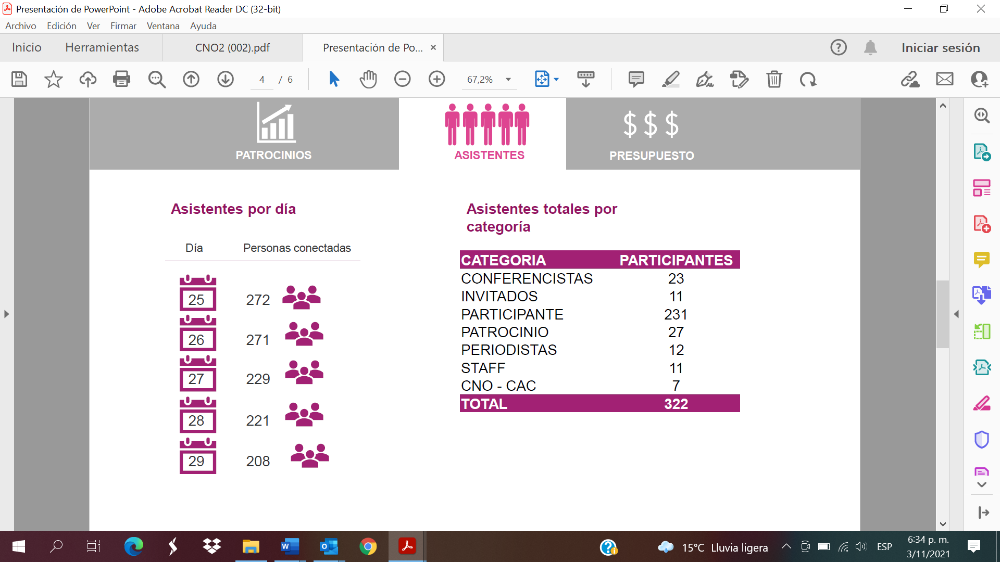 Presentación de PowerPoint - Adobe Acrobat Reader DC (32-bit)
Archivo Edición Ver Firmar Ventana Ayuda
Inicio Herramientas CNO2 (002).pdf Presentación de Po... × Iniciar sesión
4 / 6 67,2%
PATROCINIOS ASISTENTES $ $ $ PRESUPUESTO
Asistentes por día
Día Personas conectadas
25 272
26 271
27 229
28 221
29 208
Asistentes totales por
categoría
CATEGORIA PARTICIPANTES
CONFERENCISTAS 23
INVITADOS 11
PARTICIPANTE 231
PATROCINIO 27
PERIODISTAS 12
STAFF 11
CNO - CAC 7
TOTAL 322
15°C Lluvia ligera ESP 6:34 p. m.
3/11/2021